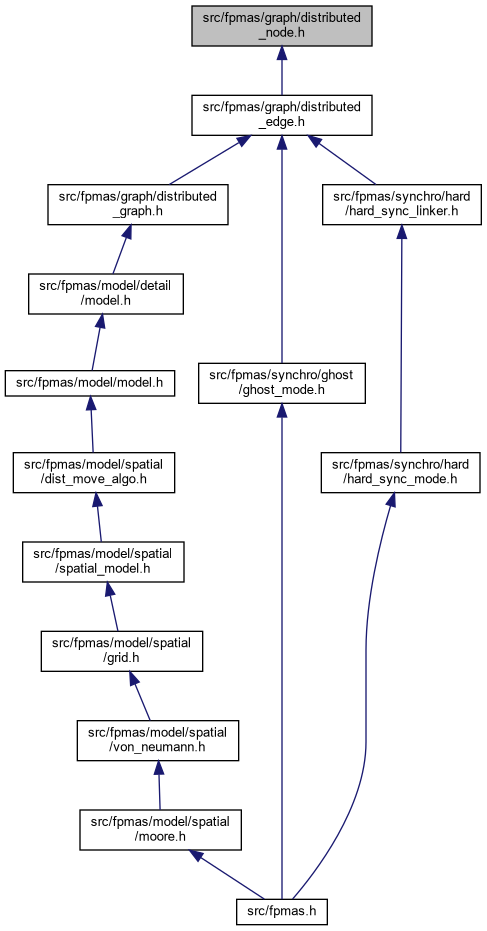 src/fpmas/graph/distributed
_node.h
src/fpmas/graph/distributed
_edge.h
src/fpmas/graph/distributed
_graph.h
src/fpmas/synchro/hard
/hard_sync_linker.h
src/fpmas/model/detail
/model.h
src/fpmas/model/model.h
src/fpmas/synchro/ghost
/ghost_mode.h
src/fpmas/model/spatial
/dist_move_algo.h
src/fpmas/synchro/hard
/hard_sync_mode.h
src/fpmas/model/spatial
/spatial_model.h
src/fpmas/model/spatial
/grid.h
src/fpmas/model/spatial
/von_neumann.h
src/fpmas/model/spatial
/moore.h
src/fpmas.h